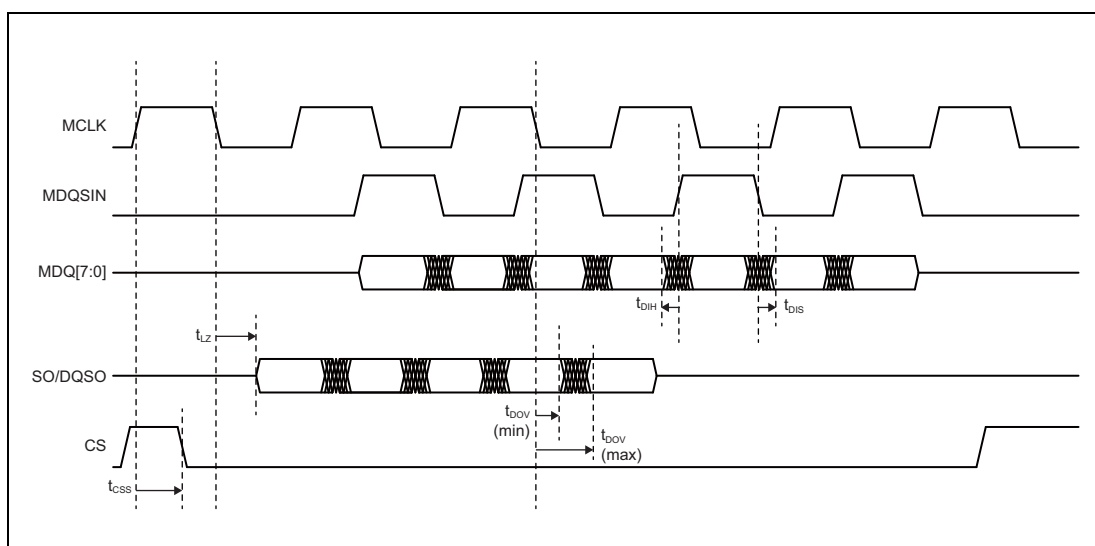 MCLK
MDQSIN
MDQ[7:0]
tDIH
tDIS
tLZ
SO/DQSO
tDOV
(min)
tDOV
(max)
CS
tCSS